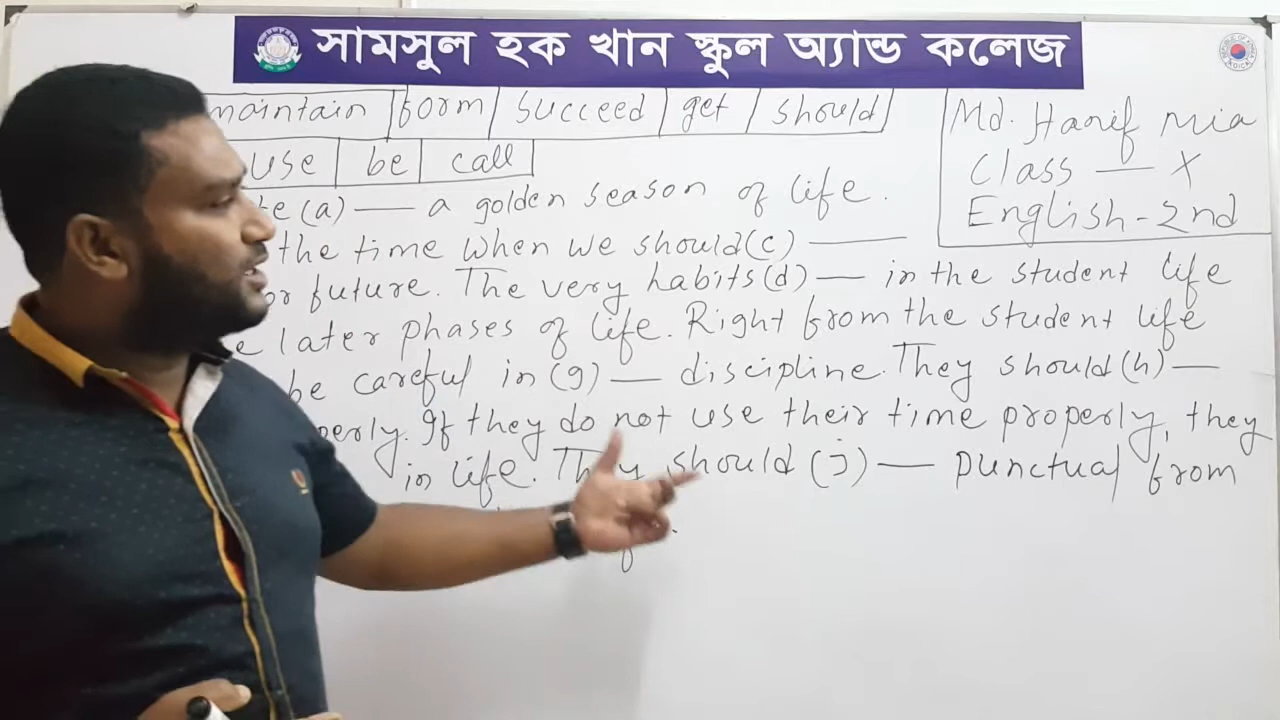 সামসুল হক খান স্কুল অ্যান্ড কলেজ
maintain form succeed get should
use be call
(a) — a golden season of life.
the time when we should (c) —
future. The very habits (d) — in the student life
later phases of life. Right from the student life
be careful in (g) — discipline. They should (h) —
If they do not use their time properly, they
in life. They should (j) — punctual from
Md. Hanif Mia
Class — X
English - 2nd